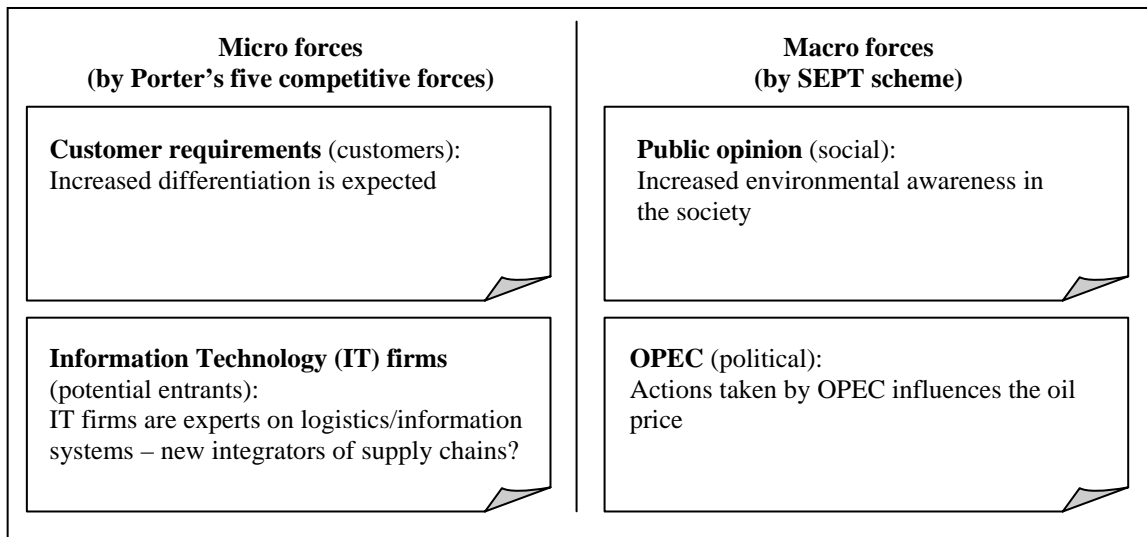 Micro forces
(by Porter's five competitive forces)
Customer requirements (customers):
Increased differentiation is expected
Information Technology (IT) firms
(potential entrants):
IT firms are experts on logistics/information
systems – new integrators of supply chains?
Macro forces
(by SEPT scheme)
Public opinion (social):
Increased environmental awareness in
the society
OPEC (political):
Actions taken by OPEC influences the oil
price